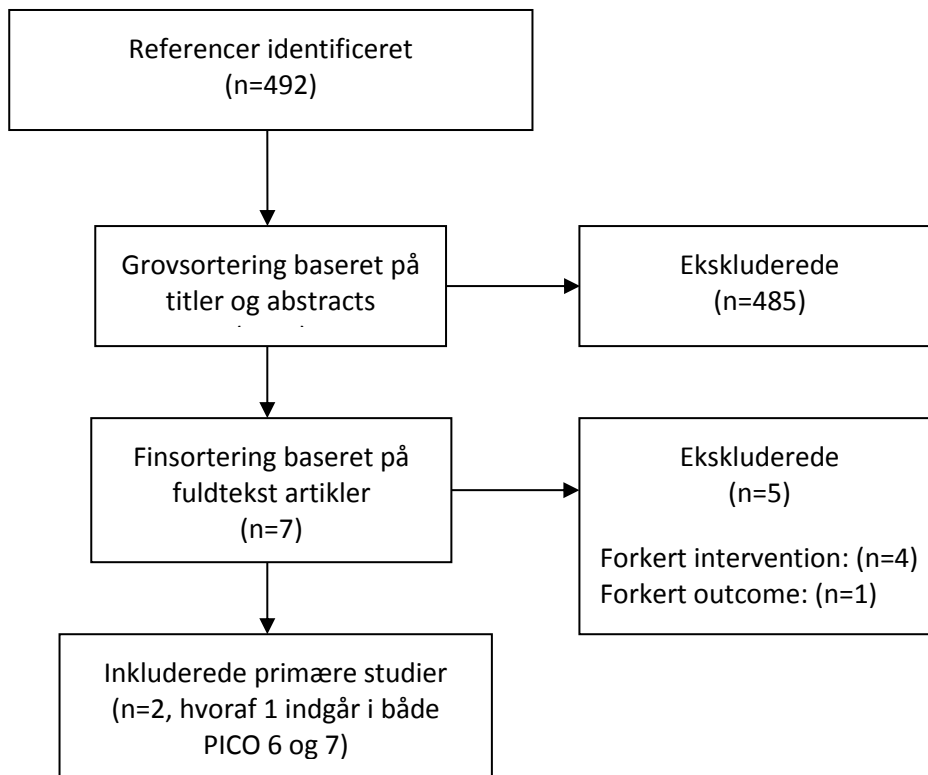 Referencer identificeret
(n=492)
Grovsortering baseret på
titler og abstracts
Ekskluderede
(n=485)
Finsortering baseret på
fuldtekst artikler
(n=7)
Ekskluderede
(n=5)
Forkert intervention: (n=4)
Forkert outcome: (n=1)
Inkluderede primære studier
(n=2, hvoraf 1 indgår i både
PICO 6 og 7)